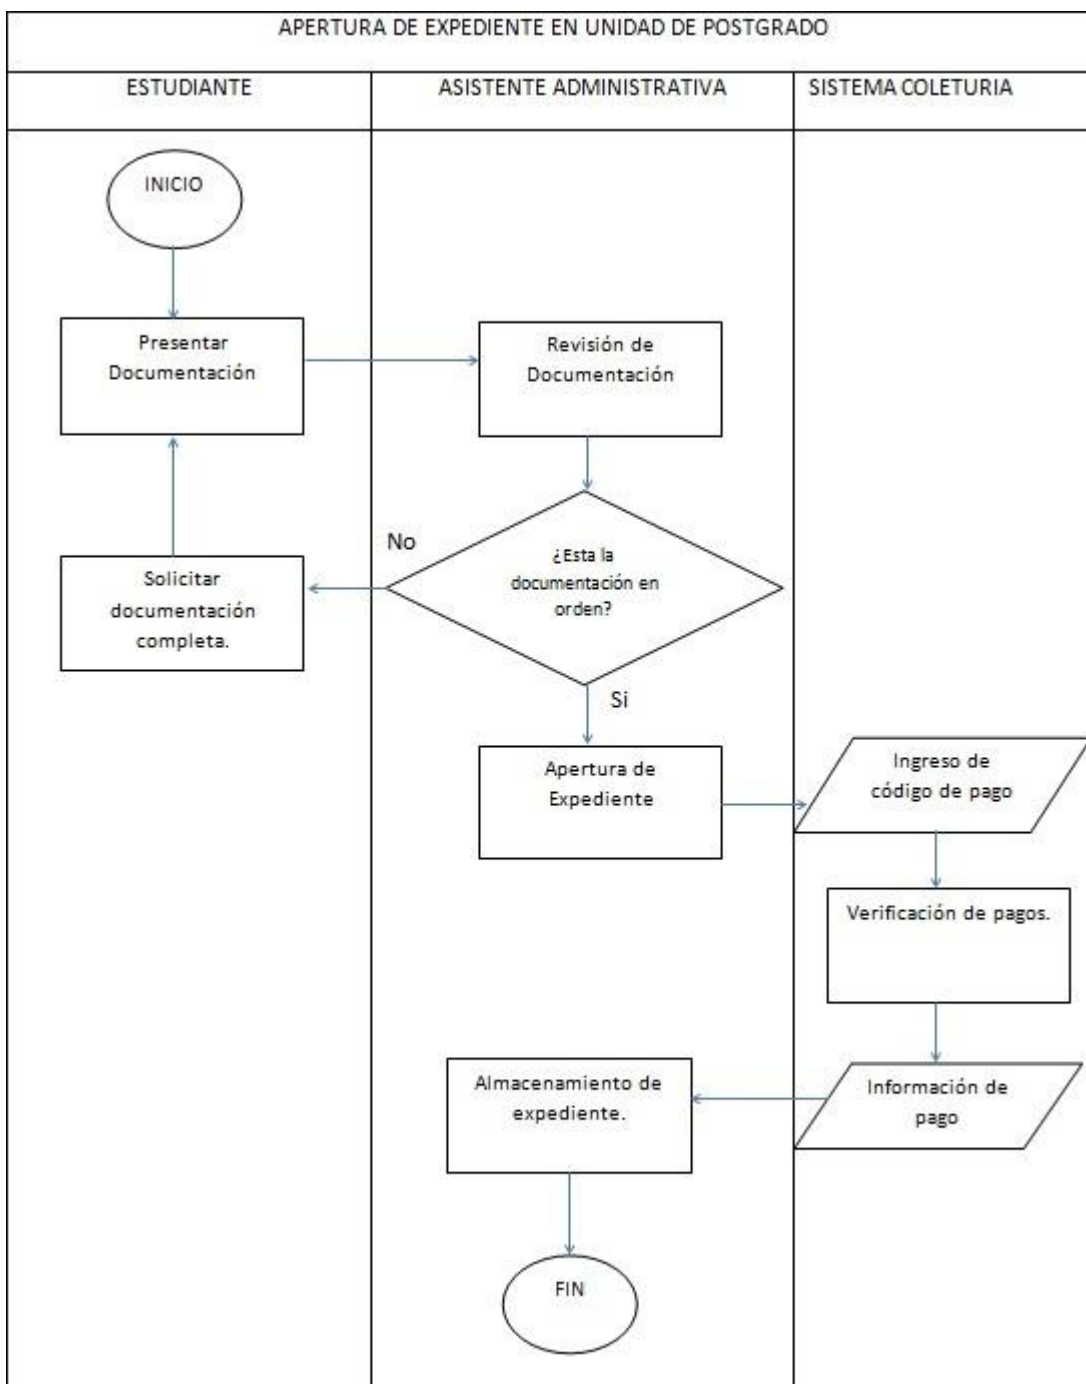 APERTURA DE EXPEDIENTE EN UNIDAD DE POSTGRADO
ESTUDIANTE
ASISTENTE ADMINISTRATIVA
SISTEMA COLETURIA
INICIO
Presentar
Documentación
Revisión de
Documentación
¿Esta la
documentación en
orden?
No
Solicitar
documentación
completa.
Si
Apertura de
Expediente
Ingreso de
código de pago
Verificación de pagos.
Información de
pago
Almacenamiento de
expediente.
FIN